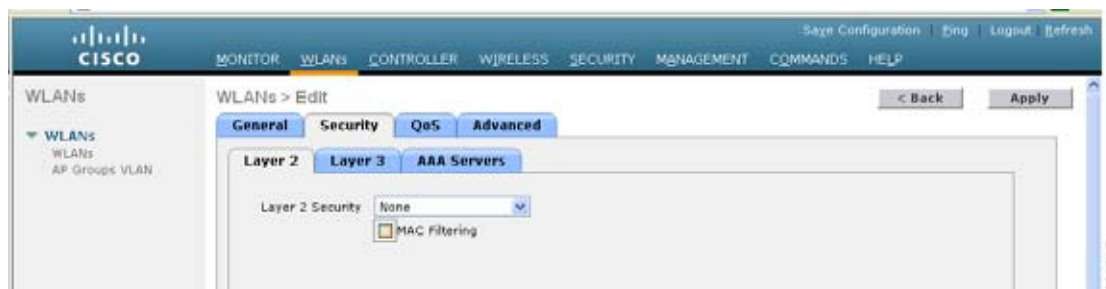 Save Configuration | Ping | Logout | Refresh
CISCO
MONITOR WLANs CONTROLLER WIRELESS SECURITY MANAGEMENT COMMANDS HELP
WLANs
WLANs > Edit
< Back
Apply
General Security QoS Advanced
WLANs
WLANs
AP Groups VLAN
Layer 2 Layer 3 AAA Servers
Layer 2 Security None
MAC Filtering